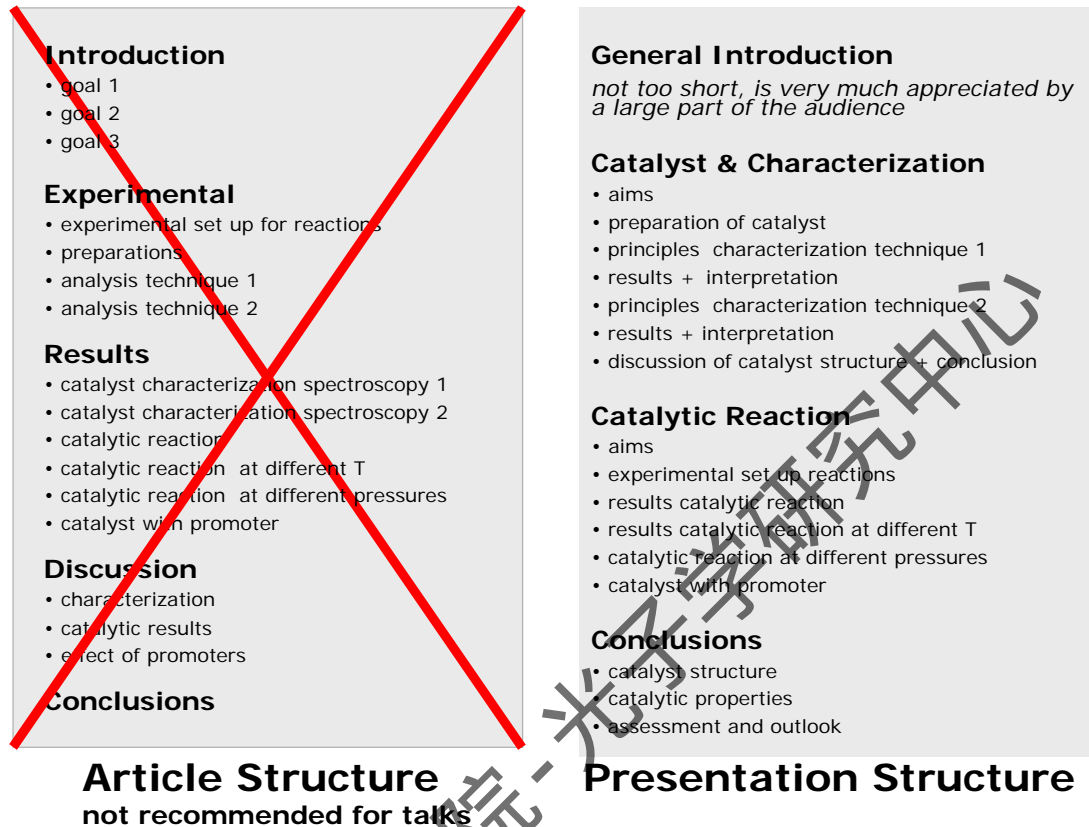 Introduction
• goal 1
• goal 2
• goal 3
Experimental
• experimental set up for reactions
• preparations
• analysis technique 1
• analysis technique 2
Results
• catalyst characterization spectroscopy 1
• catalyst characterization spectroscopy 2
• catalytic reaction
• catalytic reaction at different T
• catalytic reaction at different pressures
• catalyst with promoter
Discussion
• characterization
• catalytic results
• effect of promoters
Conclusions
Article Structure
not recommended for talks
General Introduction
not too short, is very much appreciated by
a large part of the audience
Catalyst & Characterization
• aims
• preparation of catalyst
• principles characterization technique 1
• results + interpretation
• principles characterization technique 2
• results + interpretation
• discussion of catalyst structure + conclusion
Catalytic Reaction
• aims
• experimental set up reactions
• results catalytic reaction
• results catalytic reaction at different T
• catalytic reaction at different pressures
• catalyst with promoter
Conclusions
• catalyst structure
• catalytic properties
• assessment and outlook
Presentation Structure
院-光子学研究中心